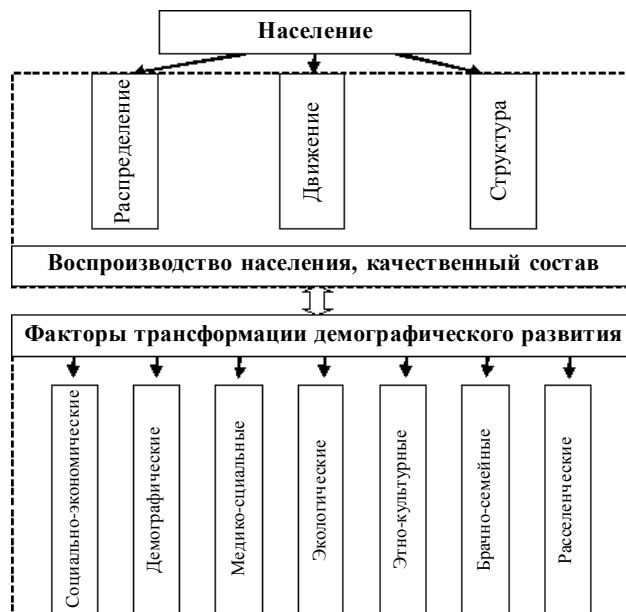 Население
Распределение
Движение
Структура
Воспроизводство населения, качественный состав
Факторы трансформации демографического развития
Социально-экономические
Демографические
Медико-сциальные
Экологические
Этно-культурные
Брачно-семейные
Расселенческие